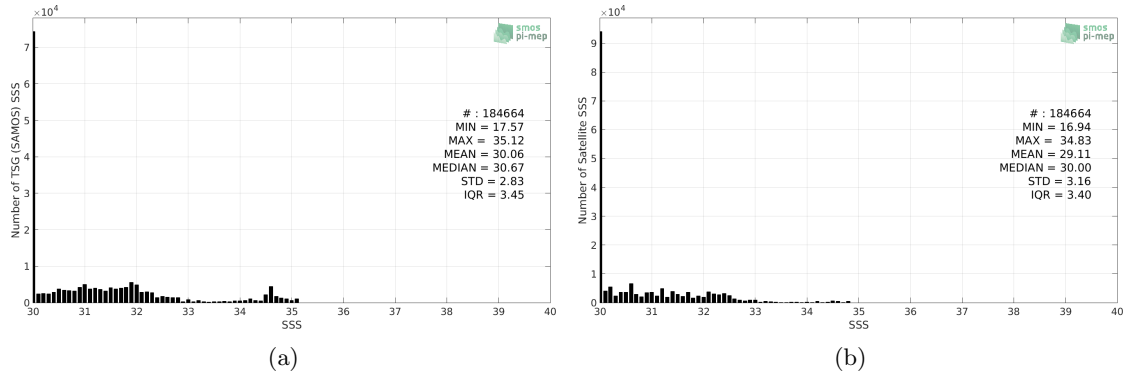 ×10⁴
8
7
6
5
4
3
2
1
0
Number of TSG (SAMOS) SSS
30 31 32 33 34 35 36 37 38 39 40
SSS
smos
pi-mep
# : 184664
MIN = 17.57
MAX = 35.12
MEAN = 30.06
MEDIAN = 30.67
STD = 2.83
IQR = 3.45
(a)
×10⁴
9
8
7
6
5
4
3
2
1
0
Number of Satellite SSS
30 31 32 33 34 35 36 37 38 39 40
SSS
smos
pi-mep
# : 184664
MIN = 16.94
MAX = 34.83
MEAN = 29.11
MEDIAN = 30.00
STD = 3.16
IQR = 3.40
(b)